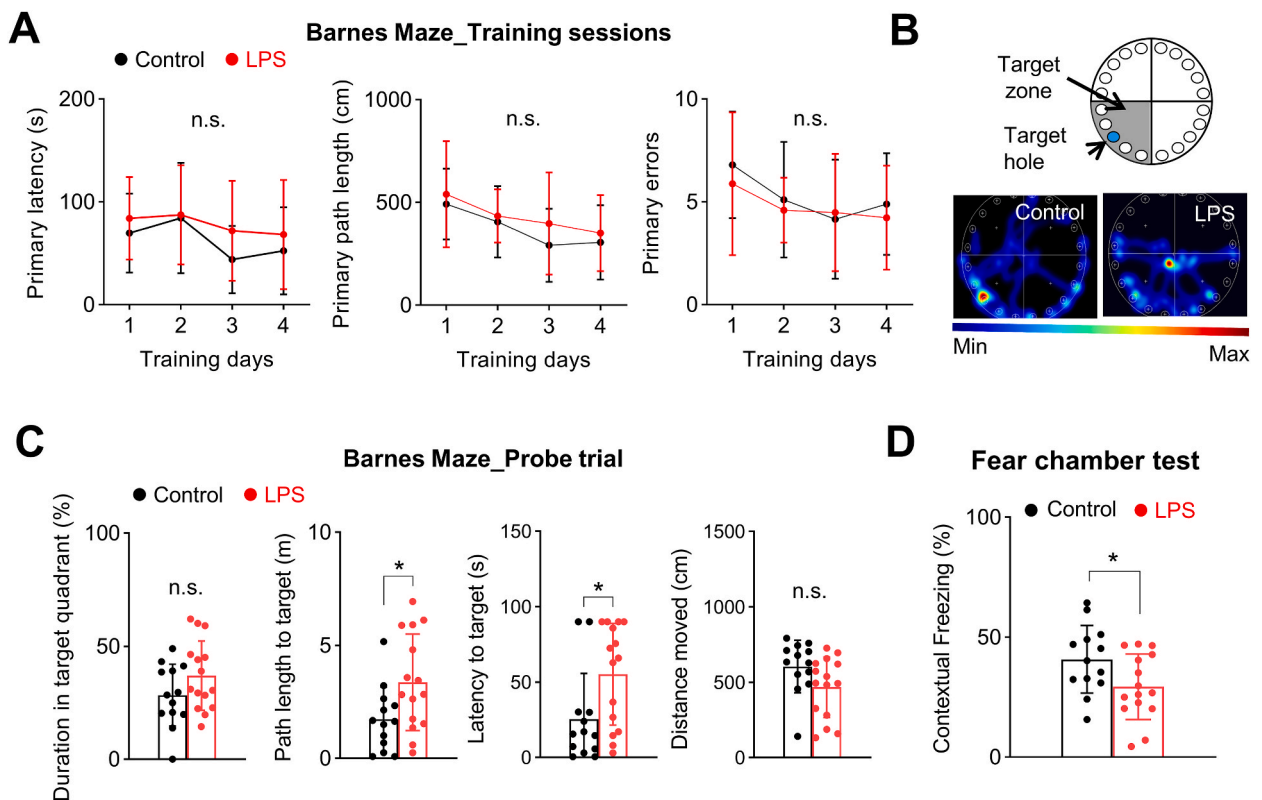 A
Barnes Maze_Training sessions
Control LPS
Primary latency (s)
200
100
0
n.s.
1 2 3 4
Training days
Primary path length (cm)
1000
500
0
n.s.
1 2 3 4
Training days
Primary errors
10
5
0
n.s.
1 2 3 4
Training days
B
Target
zone
Target
hole
Control
LPS
Min
Max
C
Barnes Maze_Probe trial
Control LPS
Duration in target quadrant (%)
100
50
0
n.s.
Path length to target (m)
10
5
0
*
Latency to target (s)
150
100
50
0
*
Distance moved (cm)
1500
1000
500
0
n.s.
D
Fear chamber test
Control LPS
Contextual Freezing (%)
100
50
0
*